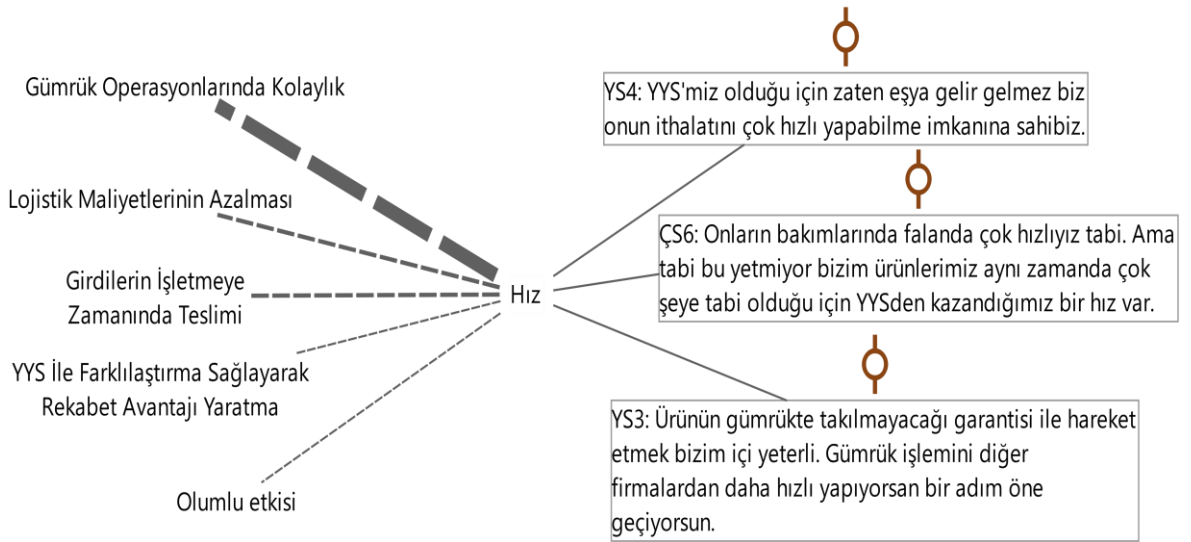 Gümrük Operasyonlarında Kolaylık
Lojistik Maliyetlerinin Azalması
Girdilerin İşletmeye
Zamanında Teslimi
YYS İle Farklılaştırma Sağlayarak
Rekabet Avantajı Yaratma
Olumlu etkisi
Hız
YS4: YYS'miz olduğu için zaten eşya gelir gelmez biz
onun ithalatını çok hızlı yapabilme imkanına sahibiz.
ÇS6: Onların bakımlarında falanda çok hızlıyız tabi. Ama
tabi bu yetmiyor bizim ürünlerimiz aynı zamanda çok
şeye tabi olduğu için YYSden kazandığımız bir hız var.
YS3: Ürünün gümrükte takılmayacağı garantisi ile hareket
etmek bizim içi yeterli. Gümrük işlemini diğer
firmalardan daha hızlı yapıyorsan bir adım öne
geçiyorsun.